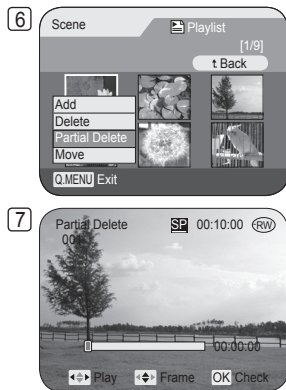 6
Scene
Playlist
[1/9]
Back
Add
Delete
Partial Delete
Move
Q.MENU Exit
7
Partial Delete SP 00:10:00 -RW
001
00:00:00
Play Frame OK Check